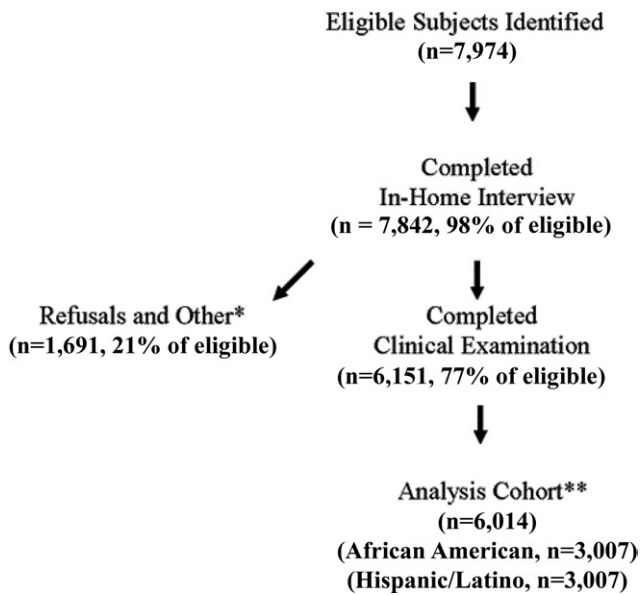 Eligible Subjects Identified
(n=7,974)
Completed
In-Home Interview
(n = 7,842, 98% of eligible)
Refusals and Other*
(n=1,691, 21% of eligible)
Completed
Clinical Examination
(n=6,151, 77% of eligible)
Analysis Cohort**
(n=6,014)
(African American, n=3,007)
(Hispanic/Latino, n=3,007)